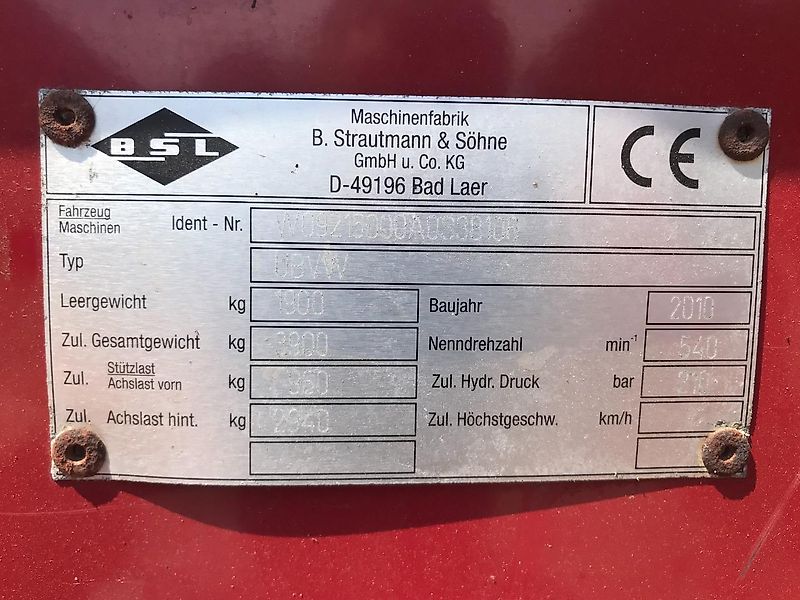 BSL
Maschinenfabrik
B. Strautmann & Söhne
GmbH u. Co. KG
D-49196 Bad Laer
CE
Fahrzeug
Maschinen
Ident - Nr.
Typ
Leergewicht kg 1900 Baujahr 2010
Zul. Gesamtgewicht kg 3900 Nenndrehzahl min⁻¹ 540
Zul. Stützlast
Achslast vorn kg 960 Zul. Hydr. Druck bar 210
Zul. Achslast hint. kg 2940 Zul. Höchstgeschw. km/h